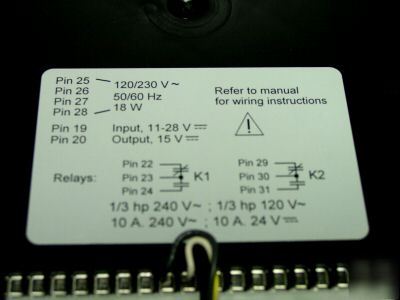 Pin 25 120/230 V ~
Pin 26
Pin 27 50/60 Hz
Pin 28 18 W
Refer to manual
for wiring instructions
Pin 19 Input, 11-28 V ⎓
Pin 20 Output, 15 V ⎓
!
Relays:
Pin 22
Pin 23 K1
Pin 24
Pin 29
Pin 30 K2
Pin 31
1/3 hp 240 V~ ; 1/3 hp 120 V~
10 A. 240 V~ ; 10 A. 24 V⎓